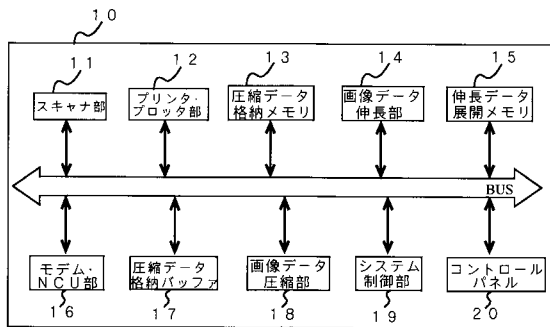 10
11
12
13
14
15
スキャナ部
プリンタ・
プロッタ部
圧縮データ
格納メモリ
画像データ
伸長部
伸長データ
展開メモリ
BUS
モデム・
NCU部
圧縮データ
格納バッファ
画像データ
圧縮部
システム
制御部
コントロール
パネル
16
17
18
19
20